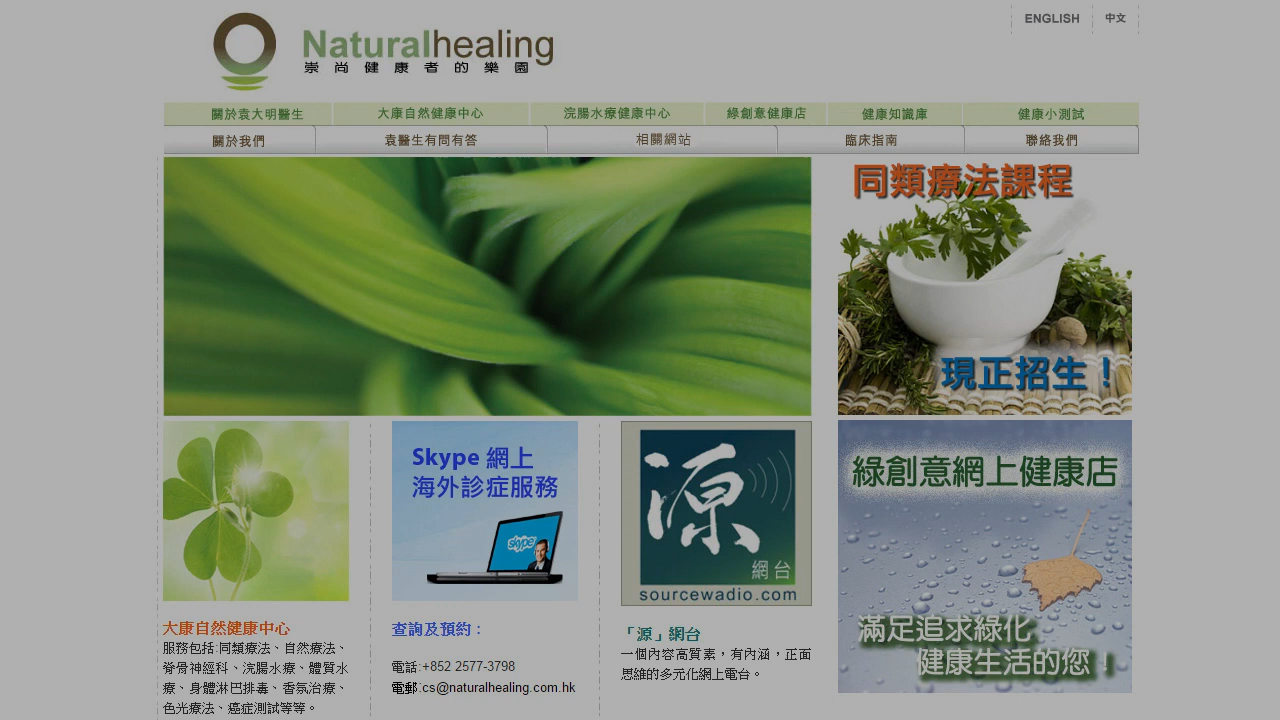 ENGLISH 中文
Naturalhealing
崇尚健康者的樂園
關於袁大明醫生 大康自然健康中心 浣腸水療健康中心 綠創意健康店 健康知識庫 健康小測試
關於我們 袁醫生有問有答 相關網站 臨床指南 聯絡我們
同類療法課程
現正招生！
Skype 網上
海外診症服務
skype
源
網台
sourcewadio.com
綠創意網上健康店
滿足追求綠化
健康生活的您！
大康自然健康中心
服務包括:同類療法、自然療法、
脊骨神經科、浣腸水療、鹽氧水
療、身體淋巴排毒、香氣治療、
色光療法、癌症測試等等。
查詢及預約：
電話:+852 2577-3798
電郵:cs@naturalhealing.com.hk
「源」網台
一個內容高質素，有內涵，正面
思維的多元化網上電台。